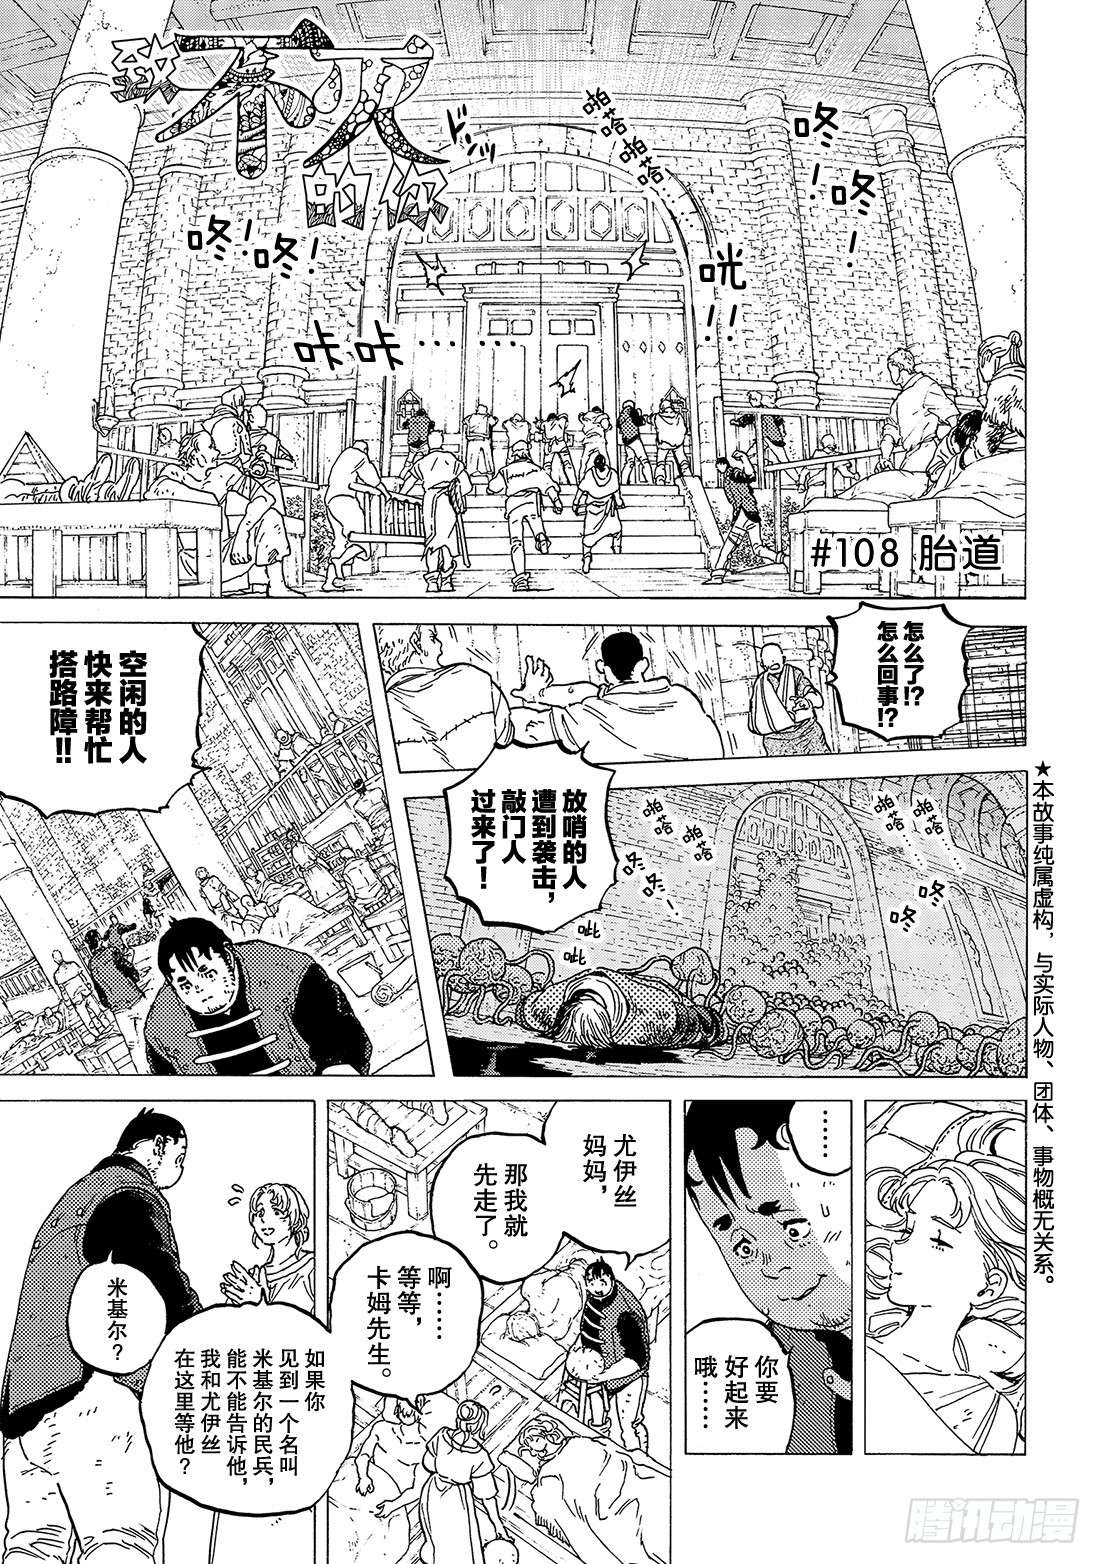 致不灭的你
啪嗒
啪嗒…
咚!
咚!
咚!
咚!
咣!!
咔咔……
#108 胎道
怎么了!?
怎么回事!?
空闲的人
快来帮忙
搭路障!!
放哨的人
遭到袭击,
敲门人
过来了!
啪嗒…
啪嗒…
啪嗒
啪嗒…
咚
咚!
咚
咚
★本故事纯属虚构,与实际人物、团体、事物概无关系。
……
你要
好起来
哦……
尤伊丝
妈妈,
那我就
先走了。
啊……
等等,
卡姆先生。
如果你
见到一个名叫
米基尔的民兵,
能不能告诉他,
我和尤伊丝
在这里等他?
米基尔?
腾讯动漫